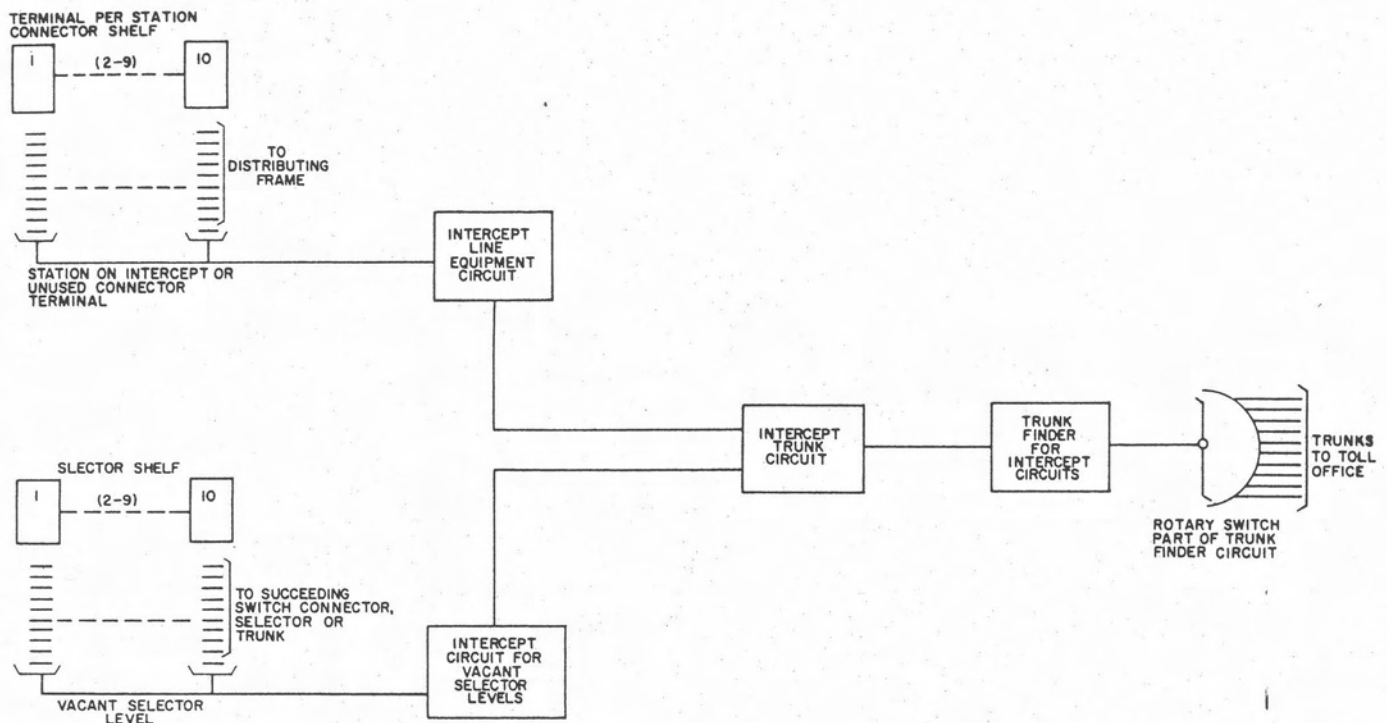 TERMINAL PER STATION
CONNECTOR SHELF
1
(2-9)
10
TO
DISTRIBUTING
FRAME
STATION ON INTERCEPT OR
UNUSED CONNECTOR
TERMINAL
INTERCEPT
LINE
EQUIPMENT
CIRCUIT
SLECTOR SHELF
1
(2-9)
10
TO SUCCEEDING
SWITCH CONNECTOR,
SELECTOR OR
TRUNK
VACANT SELECTOR
LEVEL
INTERCEPT
CIRCUIT FOR
VACANT
SELECTOR
LEVELS
INTERCEPT
TRUNK
CIRCUIT
TRUNK
FINDER
FOR
INTERCEPT
CIRCUITS
TRUNKS
TO TOLL
OFFICE
ROTARY SWITCH
PART OF TRUNK
FINDER CIRCUIT